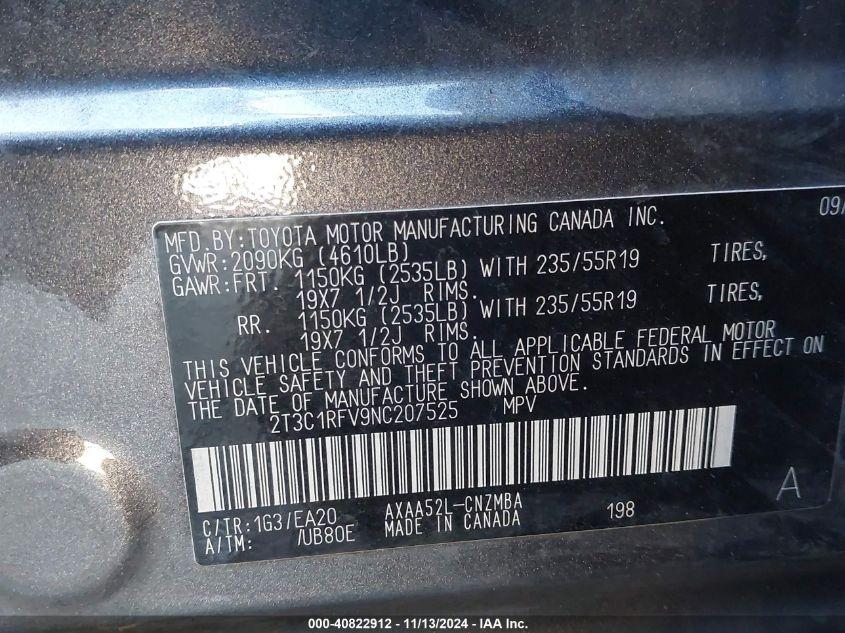 09/
MFD.BY:TOYOTA MOTOR MANUFACTURING CANADA INC.
GVWR:2090KG (4610LB)
GAWR:FRT. 1150KG (2535LB) WITH 235/55R19 TIRES,
19X7 1/2J RIMS.
RR. 1150KG (2535LB) WITH 235/55R19 TIRES,
19X7 1/2J RIMS.
THIS VEHICLE CONFORMS TO ALL APPLICABLE FEDERAL MOTOR
VEHICLE SAFETY AND THEFT PREVENTION STANDARDS IN EFFECT ON
THE DATE OF MANUFACTURE SHOWN ABOVE.
2T3C1RFV9NC207525 MPV
C/TR:1G3/EA20 AXAA52L-CNZMBA 198 A
A/TM: /UB80E MADE IN CANADA
000-40822912 - 11/13/2024 - IAA Inc.